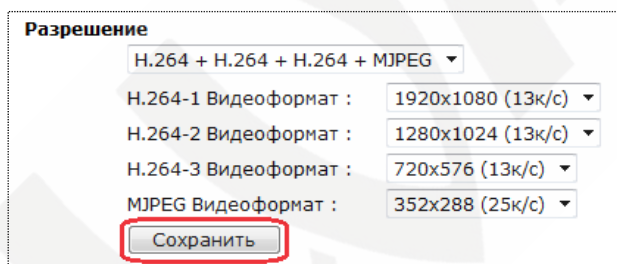 Разрешение
H.264 + H.264 + H.264 + MJPEG
H.264-1 Видеоформат : 1920x1080 (13к/с)
H.264-2 Видеоформат : 1280x1024 (13к/с)
H.264-3 Видеоформат : 720x576 (13к/с)
MJPEG Видеоформат : 352x288 (25к/с)
Сохранить